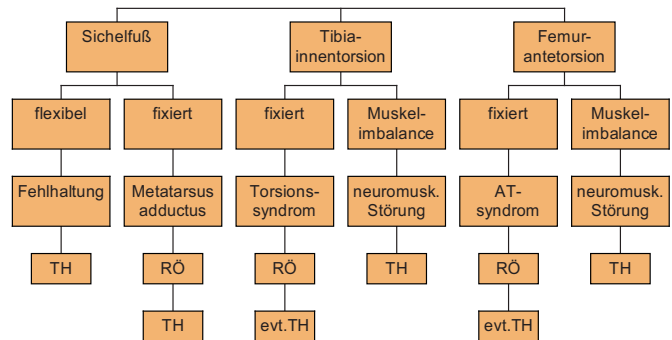 Sichelfuß
Tibia-
innentorsion
Femur-
antetorsion
flexibel
fixiert
fixiert
Muskel-
imbalance
fixiert
Muskel-
imbalance
Fehlhaltung
Metatarsus
adductus
Torsions-
syndrom
neuromusk.
Störung
AT-
syndrom
neuromusk.
Störung
TH
RÖ
RÖ
TH
RÖ
TH
TH
evt.TH
evt.TH